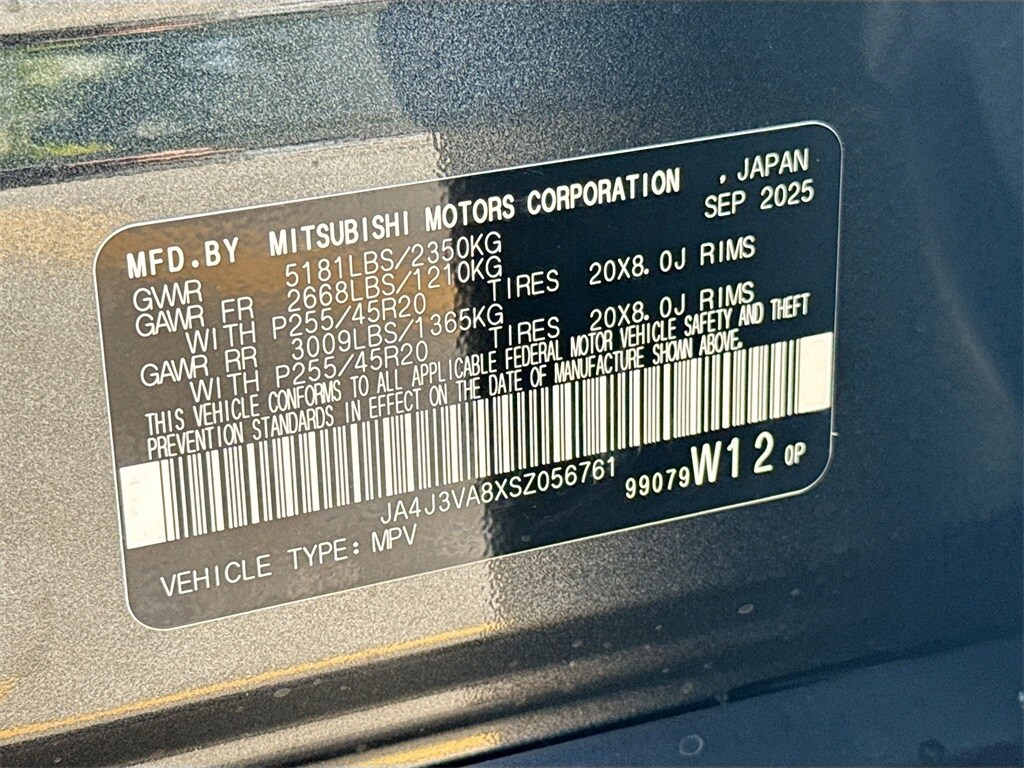 MFD.BY MITSUBISHI MOTORS CORPORATION , JAPAN
SEP 2025
GVWR 5181LBS/2350KG
GAWR FR 2668LBS/1210KG
WITH P255/45R20 TIRES 20X8.0J RIMS
GAWR RR 3009LBS/1365KG
WITH P255/45R20 TIRES 20X8.0J RIMS
THIS VEHICLE CONFORMS TO ALL APPLICABLE FEDERAL MOTOR VEHICLE SAFETY AND THEFT
PREVENTION STANDARDS IN EFFECT ON THE DATE OF MANUFACTURE SHOWN ABOVE.
JA4J3VA8XSZ056761 99079W12 0P
VEHICLE TYPE: MPV